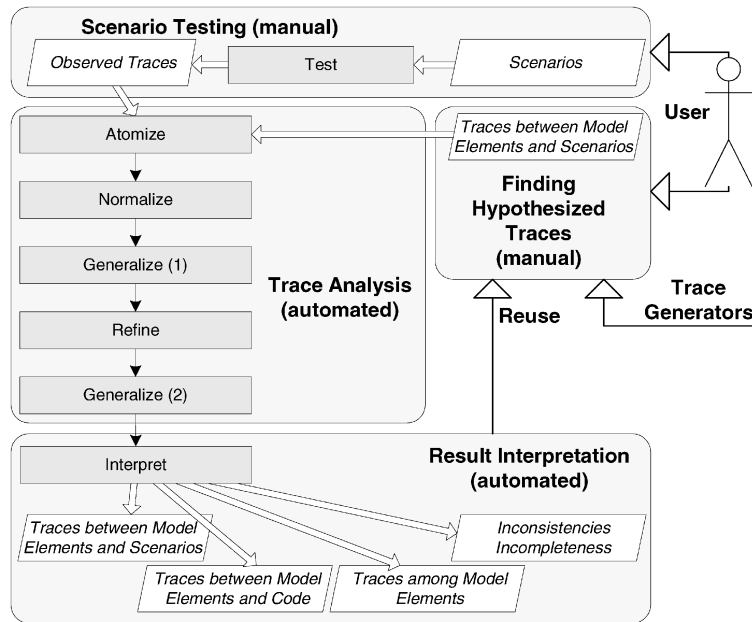 Scenario Testing (manual)
Observed Traces
Test
Scenarios
User
Atomize
Traces between Model
Elements and Scenarios
Normalize
Finding
Hypothesized
Traces
(manual)
Generalize (1)
Trace Analysis
(automated)
Reuse
Trace
Generators
Refine
Generalize (2)
Interpret
Result Interpretation
(automated)
Traces between Model
Elements and Scenarios
Inconsistencies
Incompleteness
Traces between Model
Elements and Code
Traces among Model
Elements